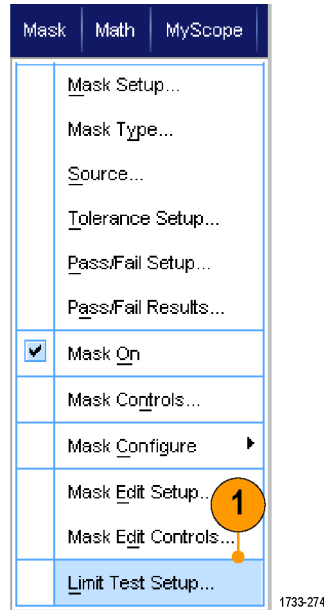 Mask Math MyScope
Mask Setup...
Mask Type...
Source...
Tolerance Setup...
Pass/Fail Setup...
Pass/Fail Results...
Mask On
Mask Controls...
Mask Configure
Mask Edit Setup...
1
Mask Edit Controls...
Limit Test Setup...
1733-274